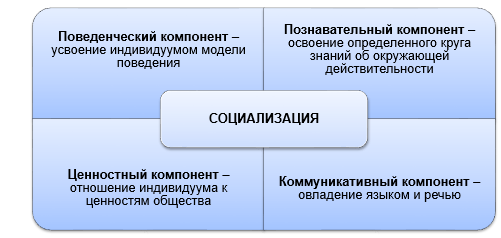 Поведенческий компонент –
усвоение индивидуумом модели
поведения
Познавательный компонент –
освоение определенного круга
знаний об окружающей
действительности
СОЦИАЛИЗАЦИЯ
Ценностный компонент –
отношение индивидуума к
ценностям общества
Коммуникативный компонент –
овладение языком и речью